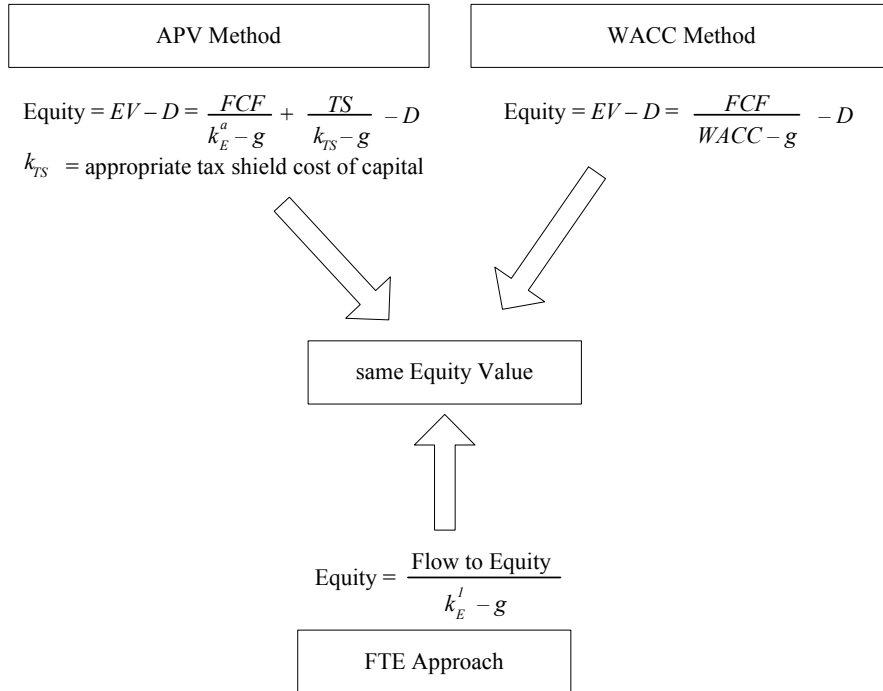 APV Method
WACC Method
Equity = EV – D = FCF / (k_E^a – g) + TS / (k_TS – g) – D
k_TS = appropriate tax shield cost of capital
Equity = EV – D = FCF / (WACC – g) – D
same Equity Value
Equity = Flow to Equity / (k_E^l – g)
FTE Approach